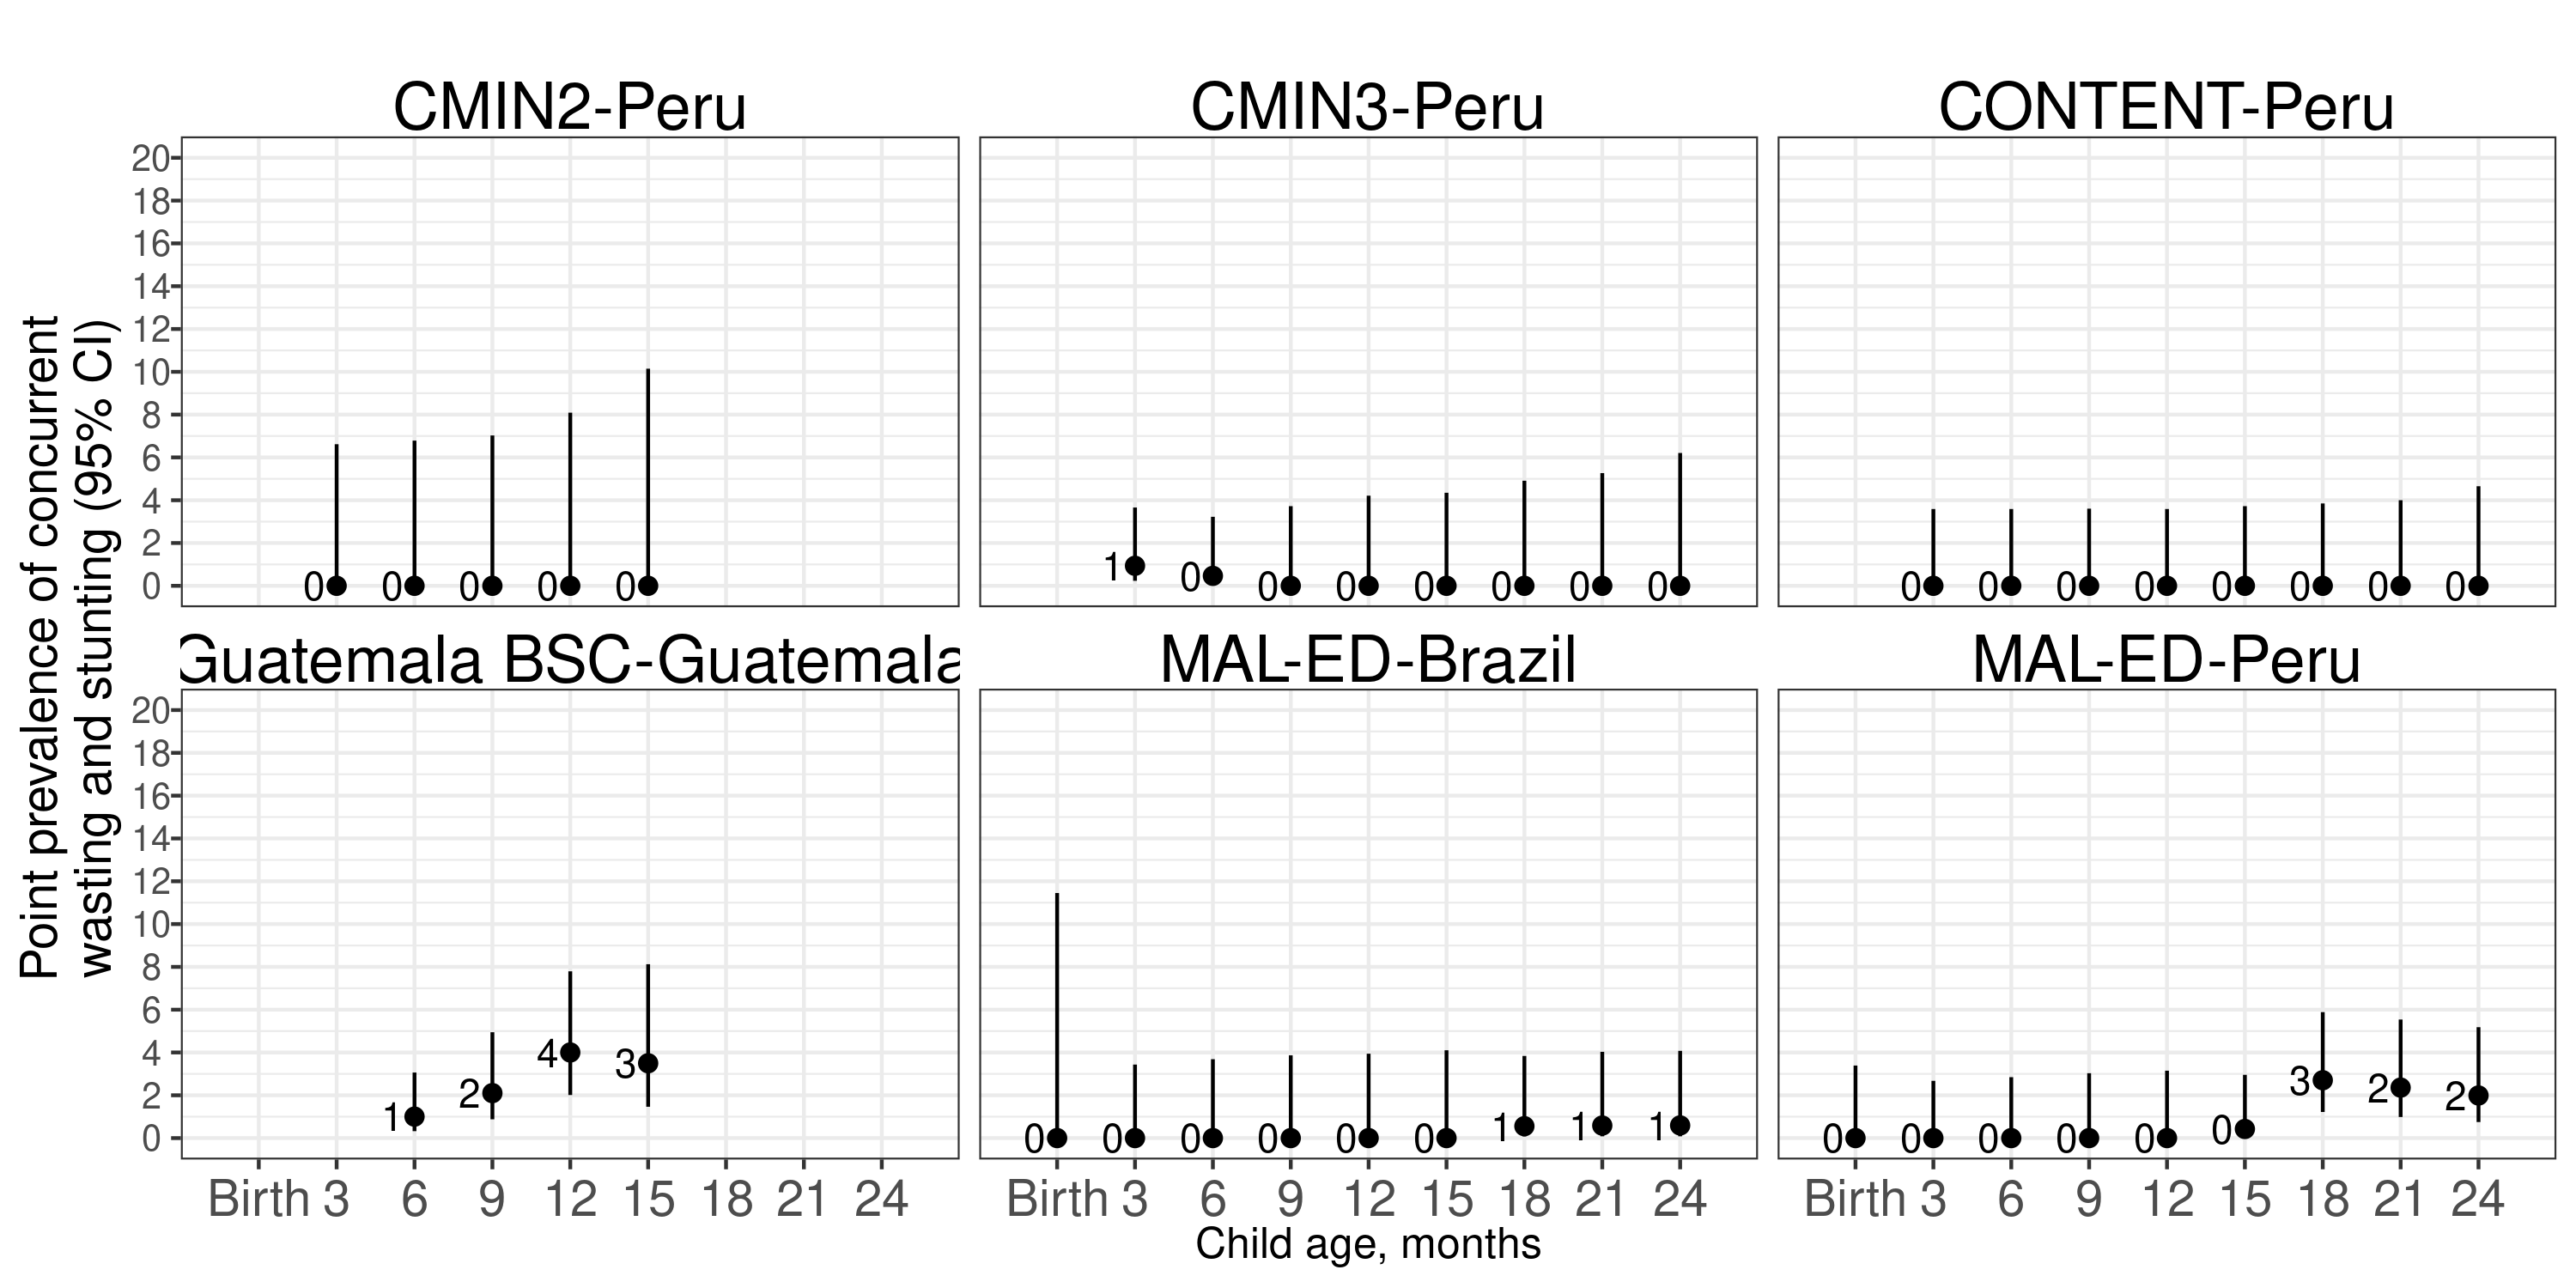 CMIN2-Peru CMIN3-Peru CONTENT-Peru
20
18
16
14
12
10
8
6
4
2
0
0 0 0 0 0
1 0 0 0 0 0 0 0
0 0 0 0 0 0 0 0
Point prevalence of concurrent
wasting and stunting (95% CI)
Guatemala BSC-Guatemala MAL-ED-Brazil MAL-ED-Peru
20
18
16
14
12
10
8
6
4
2
0
1 2 4 3
0 0 0 0 0 0 1 1 1
0 0 0 0 0 0 3 2 2
Birth 3 6 9 12 15 18 21 24
Birth 3 6 9 12 15 18 21 24
Birth 3 6 9 12 15 18 21 24
Child age, months